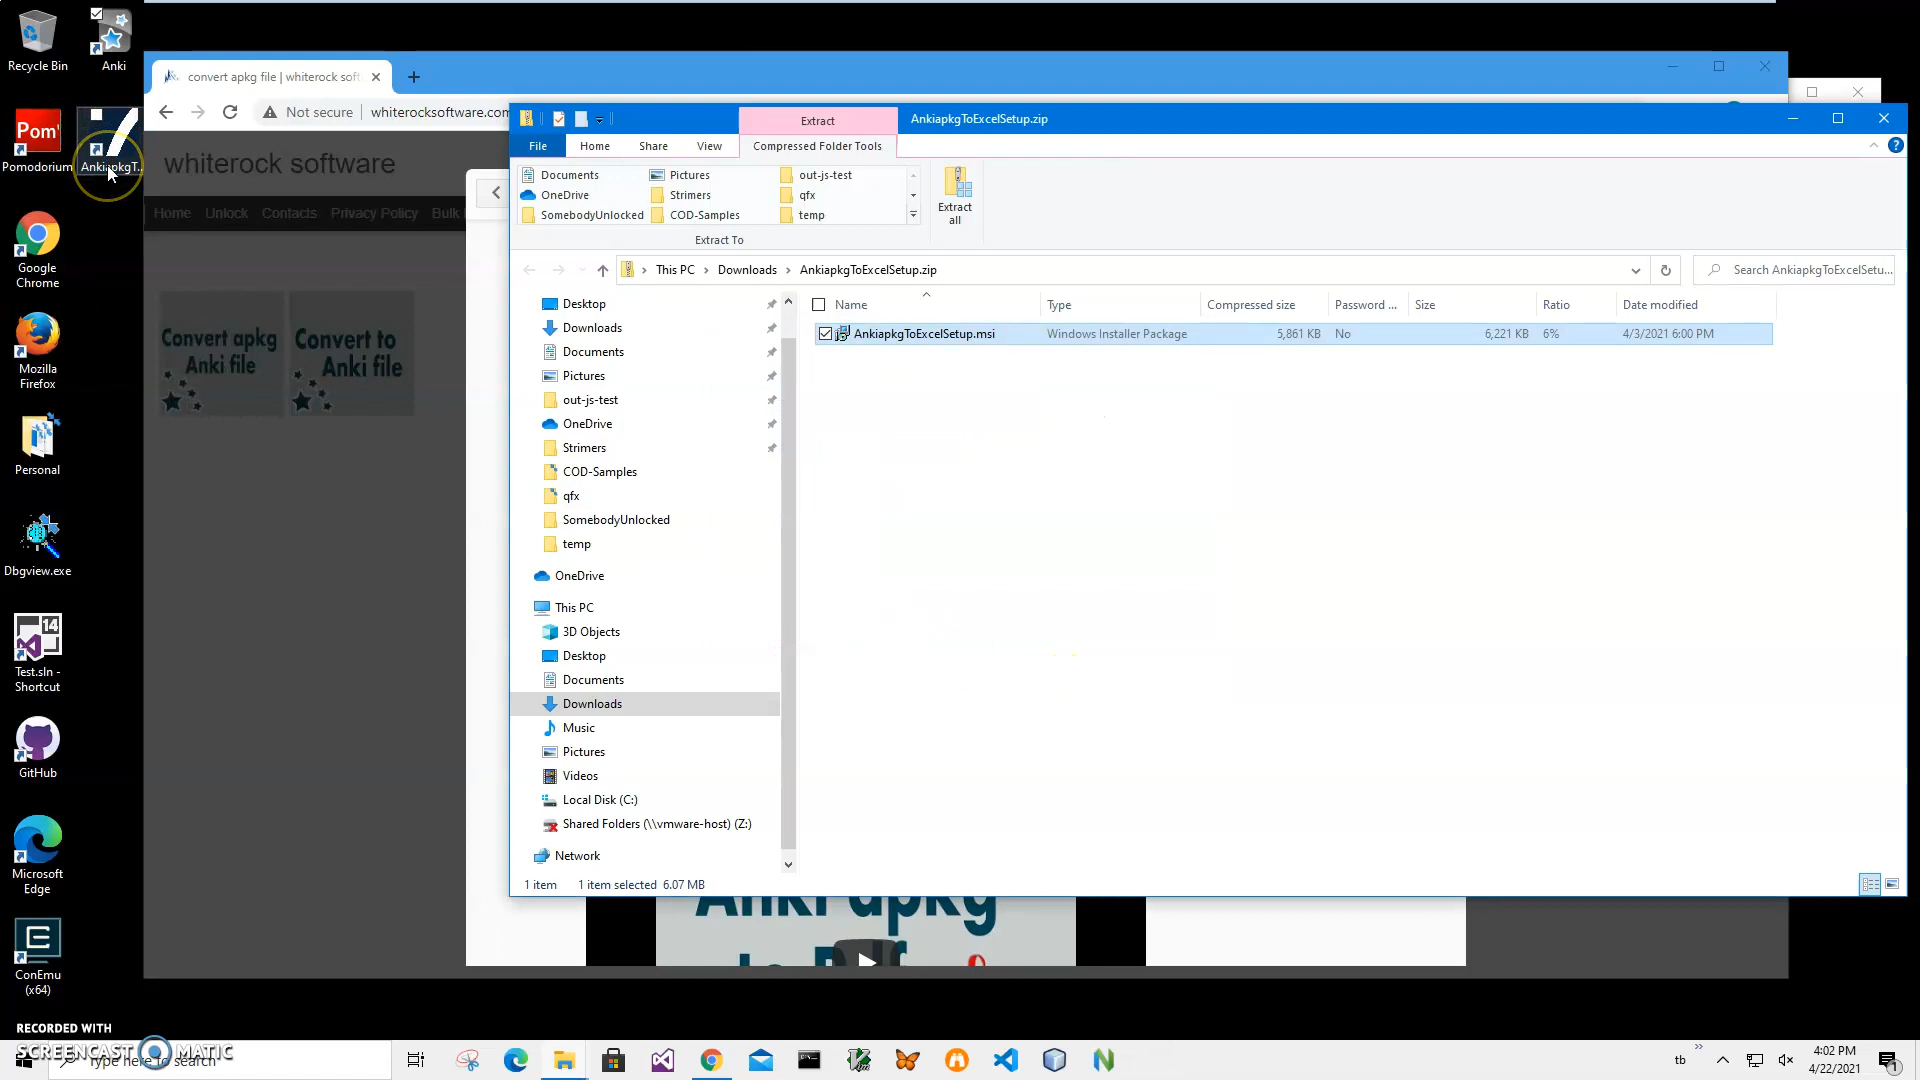 Recycle Bin
Anki
Pom'
Pomodorium
AnkiapkgT...
Google
Chrome
Mozilla
Firefox
Personal
Dbgview.exe
14
Test.sln -
Shortcut
GitHub
Microsoft
Edge
ConEmu
(x64)
convert apkg file | whiterock soft
Not secure
whiterocksoftware.com
whiterock software
Home
Unlock
Contacts
Privacy Policy
Bulk
Convert apkg
Anki file
Convert to
Anki file
Extract
AnkiapkgToExcelSetup.zip
File
Home
Share
View
Compressed Folder Tools
Documents
Pictures
out-js-test
OneDrive
Strimers
qfx
SomebodyUnlocked
COD-Samples
temp
Extract To
Extract
all
This PC
Downloads
AnkiapkgToExcelSetup.zip
Search AnkiapkgToExcelSetu...
Desktop
Downloads
Documents
Pictures
out-js-test
OneDrive
Strimers
COD-Samples
qfx
SomebodyUnlocked
temp
OneDrive
This PC
3D Objects
Desktop
Documents
Downloads
Music
Pictures
Videos
Local Disk (C:)
Shared Folders (\\vmware-host) (Z:)
Network
Name
Type
Compressed size
Password ...
Size
Ratio
Date modified
AnkiapkgToExcelSetup.msi
Windows Installer Package
5,861 KB
No
6,221 KB
6%
4/3/2021 6:00 PM
1 item
1 item selected 6.07 MB
Anki apkg
RECORDED WITH
SCREENCAST MATIC
Type here to search
tb
4:02 PM
4/22/2021
1